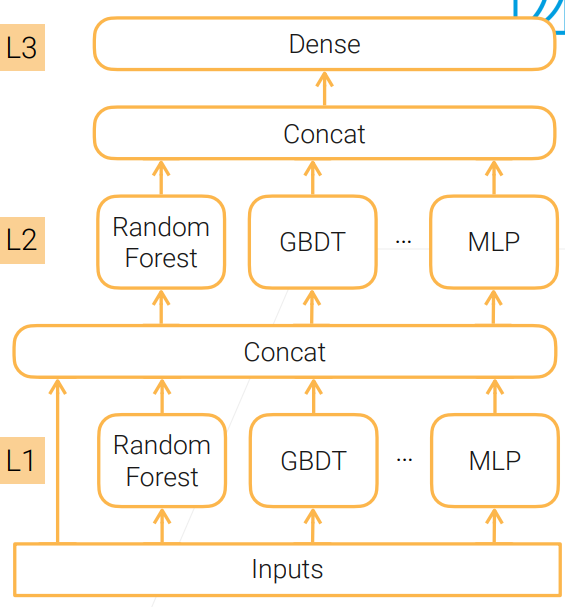 L3
Dense
Concat
L2
Random
Forest
GBDT
...
MLP
Concat
L1
Random
Forest
GBDT
...
MLP
Inputs